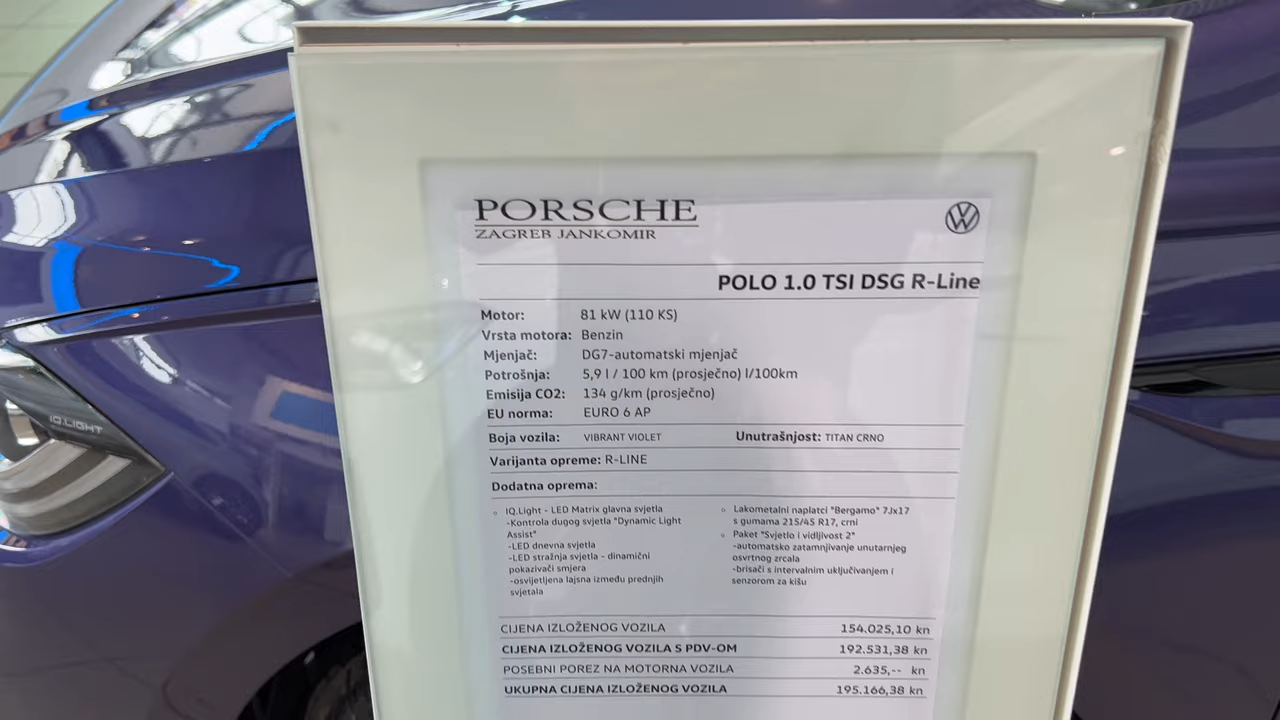 PORSCHE
ZAGREB JANKOMIR
POLO 1.0 TSI DSG R-Line
Motor: 81 kW (110 KS)
Vrsta motora: Benzin
Mjenjač: DG7-automatski mjenjač
Potrošnja: 5,9 l / 100 km (prosječno) l/100km
Emisija CO2: 134 g/km (prosječno)
EU norma: EURO 6 AP
Boja vozila: VIBRANT VIOLET Unutrašnjost: TITAN CRNO
Varijanta opreme: R-LINE
Dodatna oprema:
IQ.Light - LED Matrix glavna svjetla
-Kontrola dugog svjetla "Dynamic Light
Assist"
-LED dnevna svjetla
-LED stražnja svjetla - dinamični
pokazivači smjera
-osvijetljena lajsna između prednjih
svjetala
Lakometalni naplatci "Bergamo" 7Jx17
s gumama 215/45 R17, crni
Paket "Svjetlo i vidljivost 2"
-automatsko zatamnjivanje unutarnjeg
osvrtnog zrcala
-brisači s intervalnim uključivanjem i
senzorom za kišu
CIJENA IZLOŽENOG VOZILA 154.025,10 kn
CIJENA IZLOŽENOG VOZILA S PDV-OM 192.531,38 kn
POSEBNI POREZ NA MOTORNA VOZILA 2.635,-- kn
UKUPNA CIJENA IZLOŽENOG VOZILA 195.166,38 kn
IQ.LIGHT